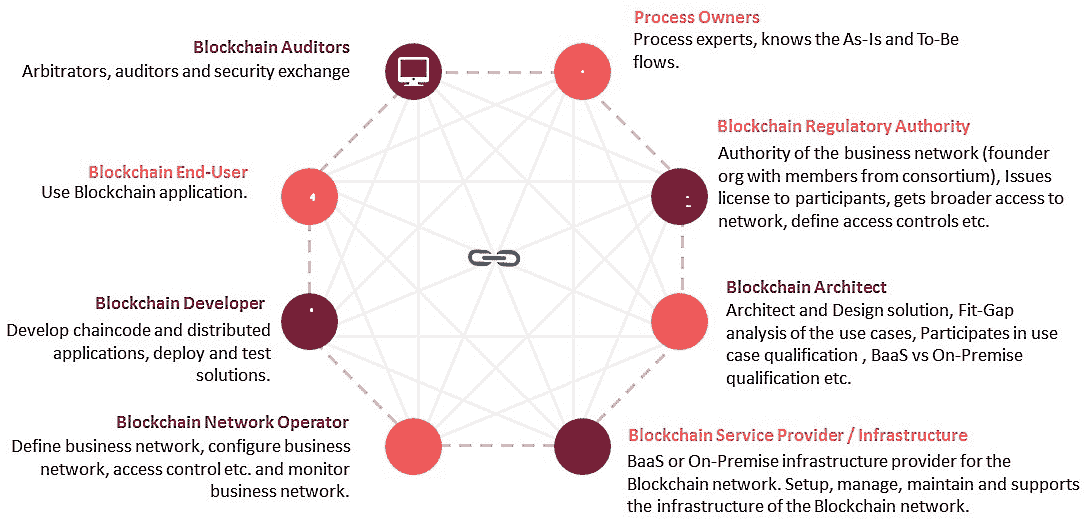 Blockchain Auditors
Arbitrators, auditors and security exchange
Process Owners
Process experts, knows the As-Is and To-Be
flows.
Blockchain Regulatory Authority
Authority of the business network (founder
org with members from consortium), Issues
license to participants, gets broader access to
network, define access controls etc.
Blockchain End-User
Use Blockchain application.
Blockchain Architect
Architect and Design solution, Fit-Gap
analysis of the use cases, Participates in use
case qualification , BaaS vs On-Premise
qualification etc.
Blockchain Developer
Develop chaincode and distributed
applications, deploy and test
solutions.
Blockchain Network Operator
Define business network, configure business
network, access control etc. and monitor
business network.
Blockchain Service Provider / Infrastructure
BaaS or On-Premise infrastructure provider for the
Blockchain network. Setup, manage, maintain and supports
the infrastructure of the Blockchain network.